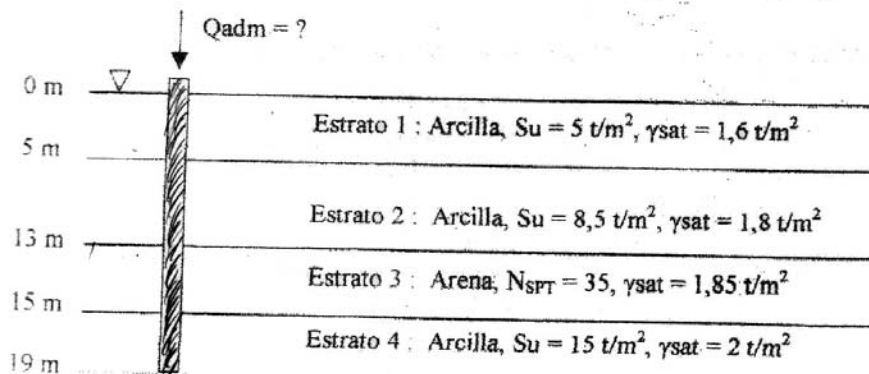 Qadm = ?
0 m
Estrato 1 : Arcilla, Su = 5 t/m², γsat = 1,6 t/m²
5 m
Estrato 2 : Arcilla, Su = 8,5 t/m², γsat = 1,8 t/m²
13 m
Estrato 3 : Arena, NSPT = 35, γsat = 1,85 t/m²
15 m
Estrato 4 : Arcilla, Su = 15 t/m², γsat = 2 t/m²
19 m